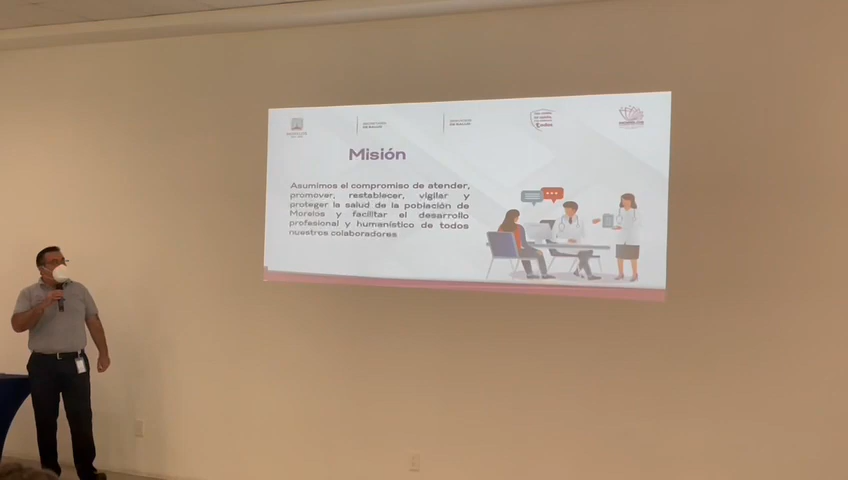 Misión
Asumimos el compromiso de atender,
promover, restablecer, vigilar y
proteger la salud de la población de
Morelos y facilitar el desarrollo
profesional y humanístico de todos
nuestros colaboradores